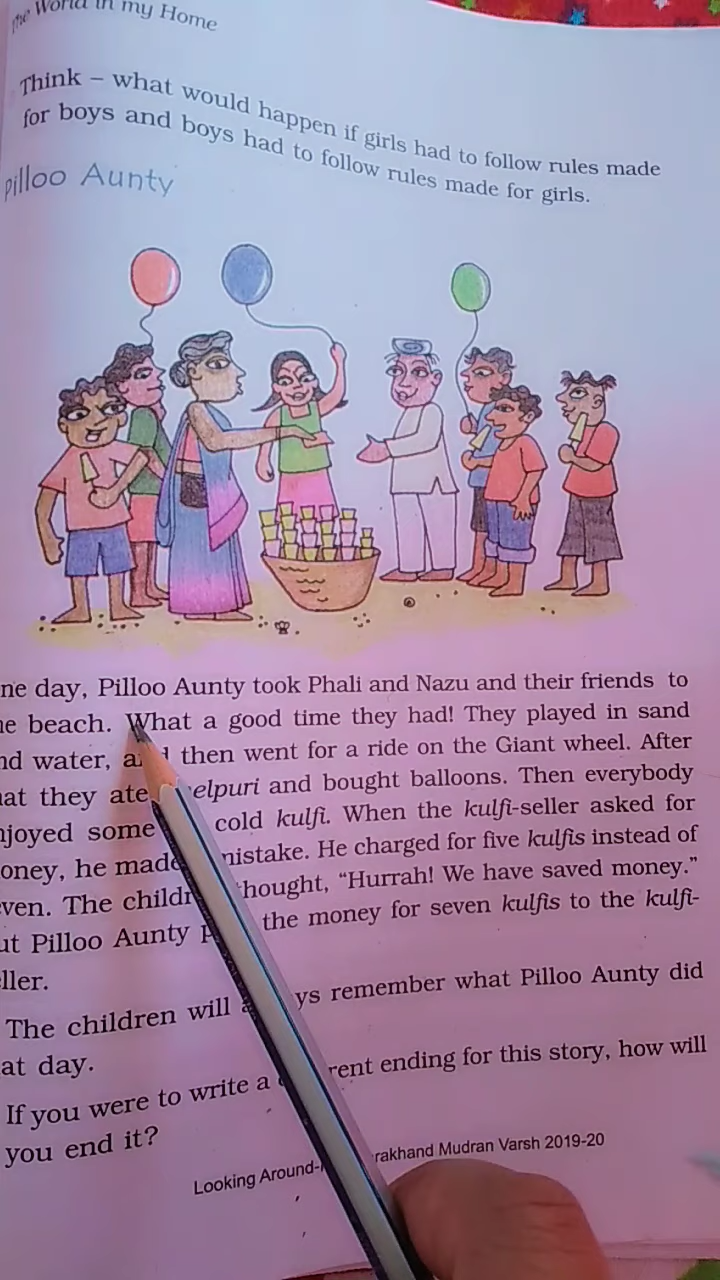 the World in my Home
Think – what would happen if girls had to follow rules made
for boys and boys had to follow rules made for girls.
Pilloo Aunty
ne day, Pilloo Aunty took Phali and Nazu and their friends to
he beach. What a good time they had! They played in sand
nd water, a then went for a ride on the Giant wheel. After
hat they ate elpuri and bought balloons. Then everybody
njoyed some cold kulfi. When the kulfi-seller asked for
oney, he made mistake. He charged for five kulfis instead of
ven. The childr thought, “Hurrah! We have saved money.”
ut Pilloo Aunty p the money for seven kulfis to the kulfi-
ller.
The children will a ys remember what Pilloo Aunty did
at day.
If you were to write a rent ending for this story, how will
you end it?
Looking Around- rakhand Mudran Varsh 2019-20